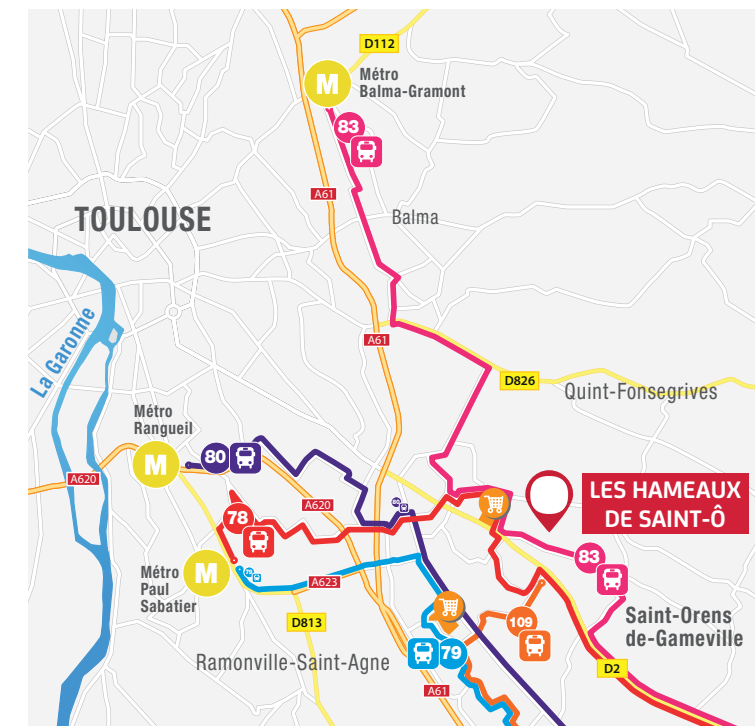 D112
M
Métro
Balma-Gramont
83
A61
TOULOUSE
Balma
La Garonne
A61
D826
Quint-Fonsegrives
Métro
Rangueil
M
80
A620
LES HAMEAUX
DE SAINT-Ô
80
A620
78
83
Métro
Paul
Sabatier
M
79
A623
D813
109
Saint-Orens
de-Gameville
79
D2
Ramonville-Saint-Agne
A61